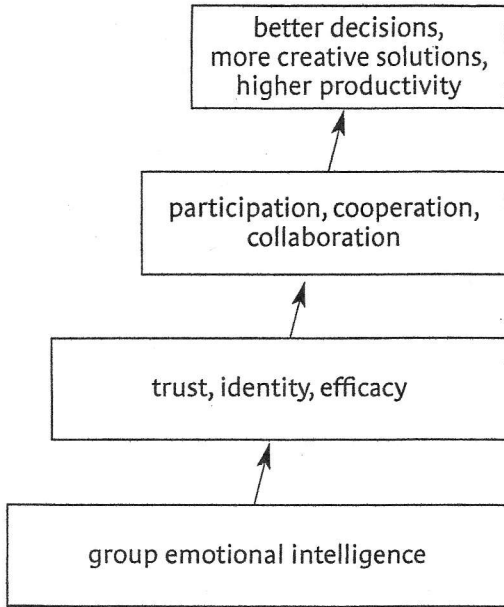 better decisions,
more creative solutions,
higher productivity
participation, cooperation,
collaboration
trust, identity, efficacy
group emotional intelligence